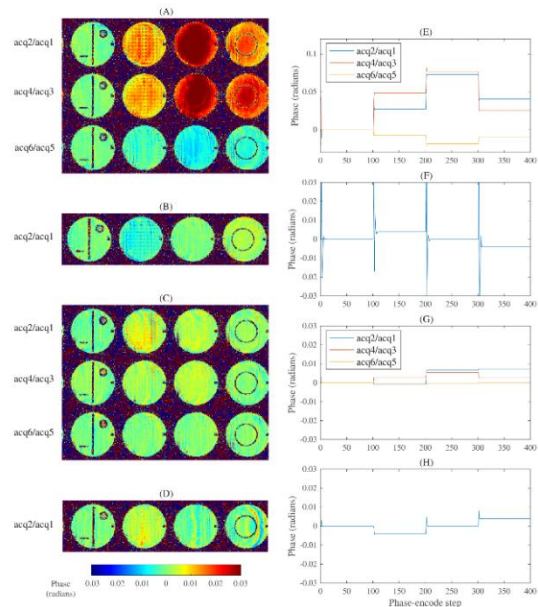 (A)
acq2/acq1
acq4/acq3
acq6/acq5
(B)
acq2/acq1
(C)
acq2/acq1
acq4/acq3
acq6/acq5
(D)
acq2/acq1
Phase
(radians)
0.03 0.02 0.01 0.00 0.01 0.02 0.03
(E)
Phase (radians)
0.1
0.05
0
acq2/acq1
acq4/acq3
acq6/acq5
0 50 100 150 200 250 300 350 400
(F)
Phase (radians)
0.03
0.02
0.01
0
-0.01
-0.02
-0.03
0 50 100 150 200 250 300 350 400
(G)
Phase (radians)
0.03
0.02
0.01
0
-0.01
-0.02
-0.03
acq2/acq1
acq4/acq3
acq6/acq5
0 50 100 150 200 250 300 350 400
(H)
Phase (radians)
0.03
0.02
0.01
0
-0.01
-0.02
-0.03
0 50 100 150 200 250 300 350 400
Phase-encode step